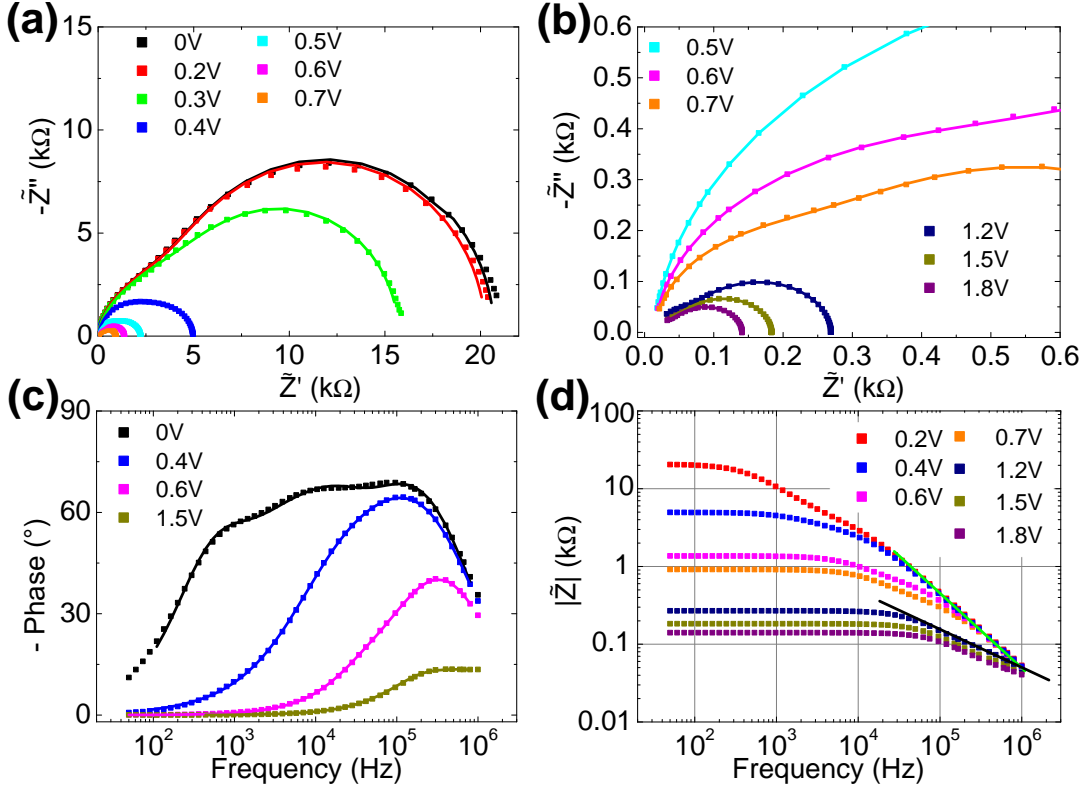 (a)
15
10
5
0
-Z̃'' (kΩ)
0V
0.2V
0.3V
0.4V
0.5V
0.6V
0.7V
0 5 10 15 20
Z̃' (kΩ)
(b)
0.6
0.5
0.4
0.3
0.2
0.1
0.0
-Z̃'' (kΩ)
0.5V
0.6V
0.7V
1.2V
1.5V
1.8V
0.0 0.1 0.2 0.3 0.4 0.5 0.6
Z̃' (kΩ)
(c)
90
60
30
0
- Phase (°)
0V
0.4V
0.6V
1.5V
10² 10³ 10⁴ 10⁵ 10⁶
Frequency (Hz)
(d)
100
10
1
0.1
0.01
|Z̃| (kΩ)
0.2V
0.4V
0.6V
0.7V
1.2V
1.5V
1.8V
10² 10³ 10⁴ 10⁵ 10⁶
Frequency (Hz)